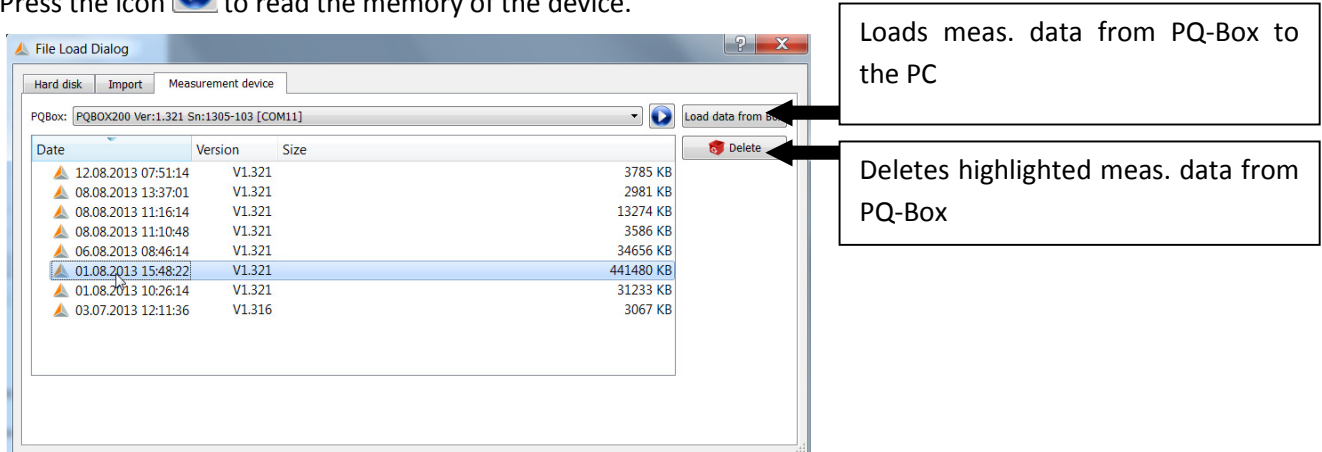 Press the icon to read the memory of the device.
File Load Dialog
Hard disk Import Measurement device
PQBox: PQBOX200 Ver:1.321 Sn:1305-103 [COM11]
Load data from
Delete
Date Version Size
12.08.2013 07:51:14 V1.321 3785 KB
08.08.2013 13:37:01 V1.321 2981 KB
08.08.2013 11:16:14 V1.321 13274 KB
08.08.2013 11:10:48 V1.321 3586 KB
06.08.2013 08:46:14 V1.321 34656 KB
01.08.2013 15:48:22 V1.321 441480 KB
01.08.2013 10:26:14 V1.321 31233 KB
03.07.2013 12:11:36 V1.316 3067 KB
Loads meas. data from PQ-Box to
the PC
Deletes highlighted meas. data from
PQ-Box